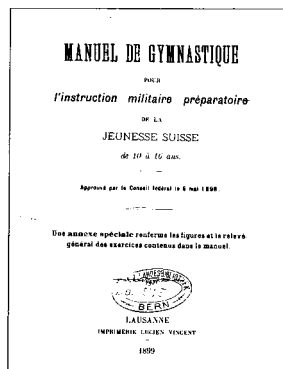 MANUEL DE GYMNASTIQUE
POUR
l'instruction militaire préparatoire
DE LA
JEUNESSE SUISSE
de 10 à 16 ans.
Approuvé par le Conseil fédéral le 6 mai 1898.
Une annexe spéciale renferme les figures et le relevé
général des exercices contenus dans le manuel.
LANDESBIBLIOTHEK
BERN
LAUSANNE
IMPRIMERIE LUCIEN VINCENT
1899